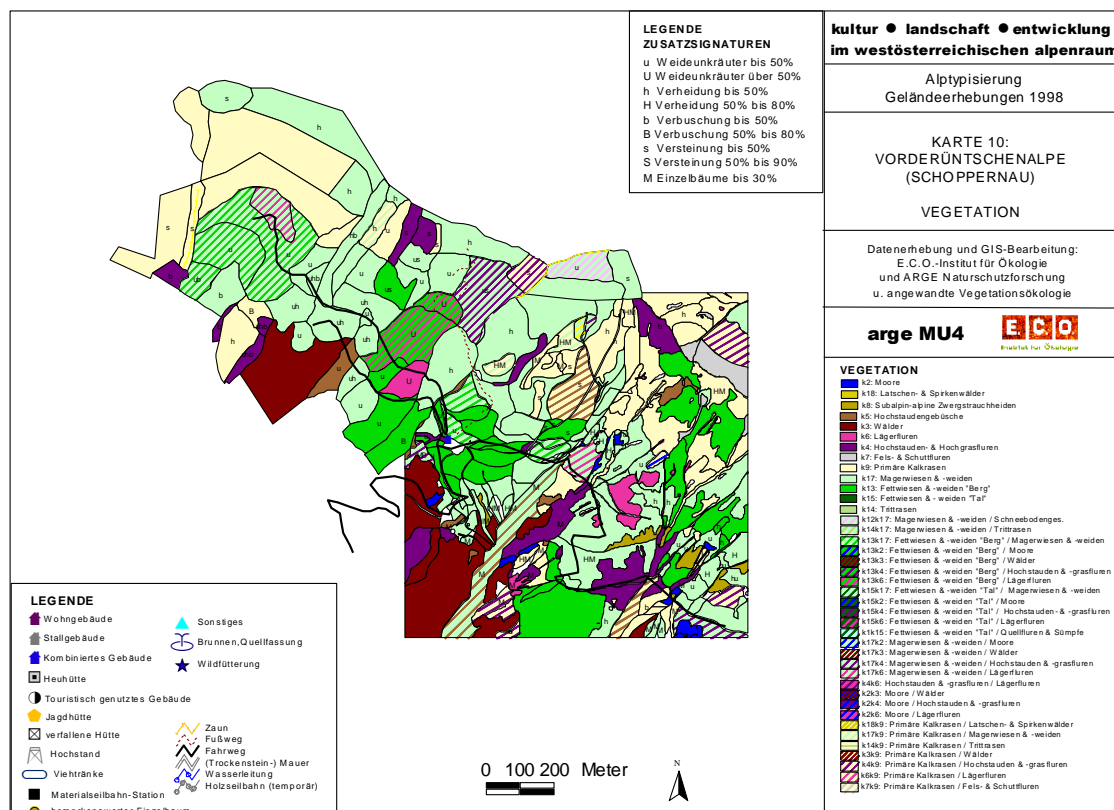 LEGENDE
ZUSATZSIGNATUREN
u Weideunkräuter bis 50%
U Weideunkräuter über 50%
h Verheidung bis 50%
H Verheidung 50% bis 80%
b Verbuschung bis 50%
B Verbuschung 50% bis 80%
s Versteinung bis 50%
S Versteinung 50% bis 90%
M Einzelbäume bis 30%
kultur ● landschaft ● entwicklung
im westösterreichischen alpenraum
Alptypisierung
Geländeerhebungen 1998
KARTE 10:
VORDERÜNTSCHENALPE
(SCHOPPERNAU)
VEGETATION
Datenerhebung und GIS-Bearbeitung:
E.C.O.-Institut für Ökologie
und ARGE Naturschutzforschung
u. angewandte Vegetationsökologie
arge MU4
ECO
Institut für Ökologie
VEGETATION
k2: Moore
k18: Latschen- & Spirkenwälder
k8: Subalpin-alpine Zwergstrauchheiden
k5: Hochstaudengebüsche
k3: Wälder
k6: Lägerfluren
k4: Hochstauden- & Hochgrasfluren
k7: Fels- & Schuttfluren
k9: Primäre Kalkrasen
k17: Magerwiesen & -weiden
k13: Fettwiesen & -weiden "Berg"
k15: Fettwiesen & - weiden "Tal"
k14: Trittrasen
k12k17: Magerwiesen & -weiden / Schneebodenges.
k14k17: Magerwiesen & -weiden / Trittrasen
k13k17: Fettwiesen & -weiden "Berg" / Magerwiesen & -weiden
k13k2: Fettwiesen & -weiden "Berg" / Moore
k13k3: Fettwiesen & -weiden "Berg" / Wälder
k13k4: Fettwiesen & -weiden "Berg" / Hochstauden & -grasfluren
k13k6: Fettwiesen & -weiden "Berg" / Lägerfluren
k15k17: Fettwiesen & -weiden "Tal" / Magerwiesen & -weiden
k15k2: Fettwiesen & -weiden "Tal" / Moore
k15k4: Fettwiesen & -weiden "Tal" / Hochstauden- & -grasfluren
k15k6: Fettwiesen & -weiden "Tal" / Lägerfluren
k1k15: Fettwiesen & -weiden "Tal" / Quellfluren & Sümpfe
k17k2: Magerwiesen & -weiden / Moore
k17k3: Magerwiesen & -weiden / Wälder
k17k4: Magerwiesen & -weiden / Hochstauden & -grasfluren
k17k6: Magerwiesen & -weiden / Lägerfluren
k4k6: Hochstauden & -grasfluren / Lägerfluren
k2k3: Moore / Wälder
k2k4: Moore / Hochstauden & -grasfluren
k2k6: Moore / Lägerfluren
k18k9: Primäre Kalkrasen / Latschen- & Spirkenwälder
k17k9: Primäre Kalkrasen / Magerwiesen & -weiden
k14k9: Primäre Kalkrasen / Trittrasen
k3k9: Primäre Kalkrasen / Wälder
k4k9: Primäre Kalkrasen / Hochstauden & -grasfluren
k6k9: Primäre Kalkrasen / Lägerfluren
k7k9: Primäre Kalkrasen / Fels- & Schuttfluren
LEGENDE
Wohngebäude
Stallgebäude
Kombiniertes Gebäude
Heuhütte
Touristisch genutztes Gebäude
Jagdhütte
verfallene Hütte
Hochstand
Viehtränke
Materialseilbahn-Station
Sonstiges
Brunnen,Quellfassung
Wildfütterung
Zaun
Fußweg
Fahrweg
(Trockenstein-) Mauer
Wasserleitung
Holzseilbahn (temporär)
0 100 200 Meter
N